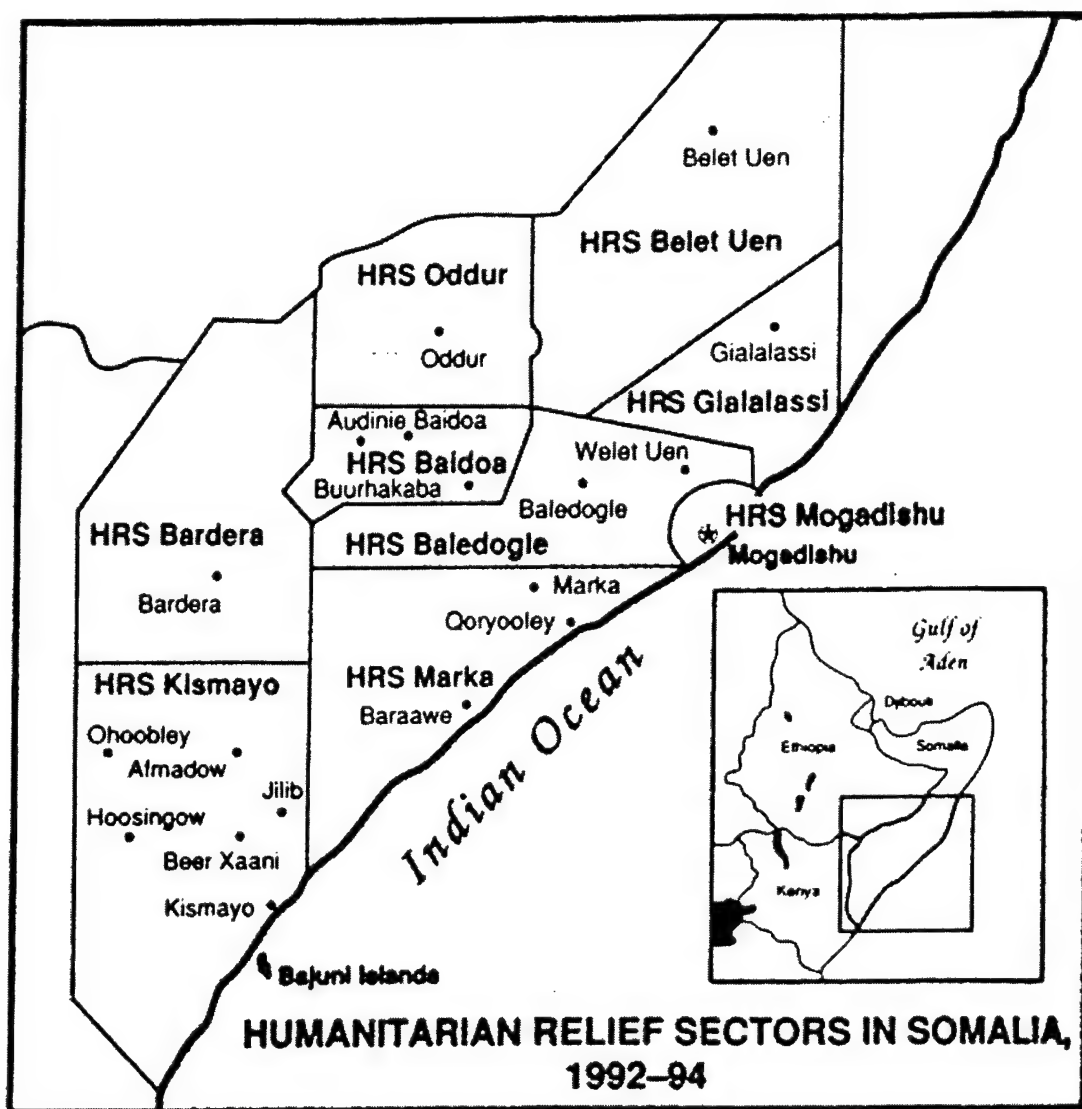 Belet Uen
HRS Belet Uen
HRS Oddur
Oddur
Gialalassi
HRS Gialalassi
Audinie Baidoa
HRS Baidoa
Buurhakaba
Welet Uen
Baledogle
HRS Baledogle
HRS Mogadishu
Mogadishu
HRS Bardera
Bardera
Marka
Qoryooley
HRS Marka
Baraawe
HRS Kismayo
Ohoobley
Afmadow
Jilib
Hoosingow
Beer Xaani
Kismayo
Bajuni Islands
Indian Ocean
Gulf of
Aden
Djibouti
Ethiopia
Somalia
Kenya
HUMANITARIAN RELIEF SECTORS IN SOMALIA,
1992–94